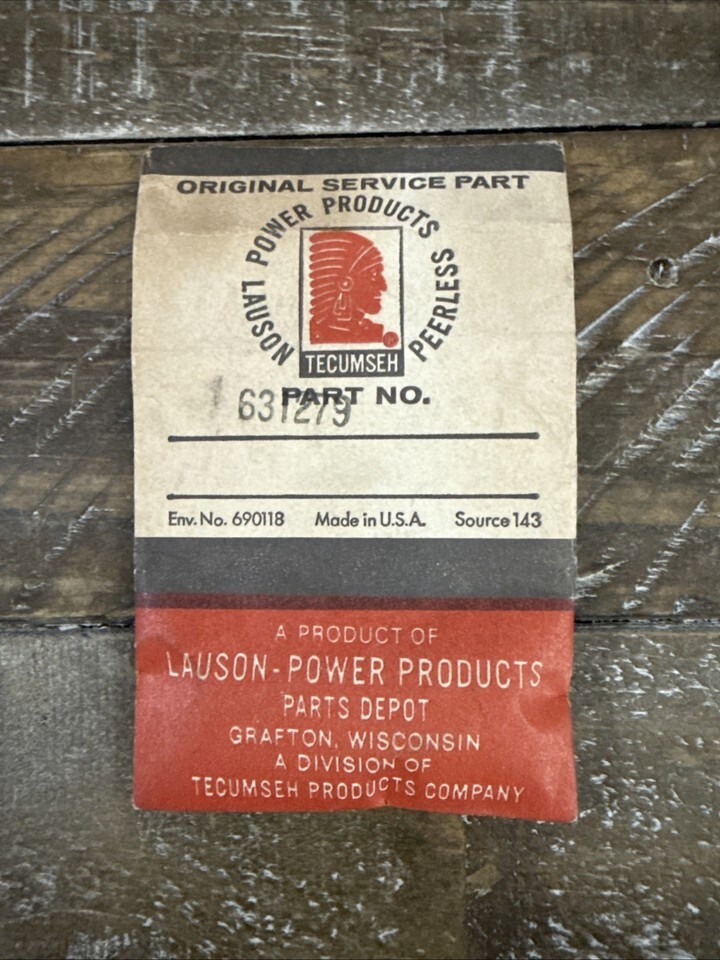 ORIGINAL SERVICE PART
LAUSON POWER PRODUCTS PEERLESS
TECUMSEH
PART NO.
631279
Env. No. 690118 Made in U.S.A. Source 143
A PRODUCT OF
LAUSON-POWER PRODUCTS
PARTS DEPOT
GRAFTON, WISCONSIN
A DIVISION OF
TECUMSEH PRODUCTS COMPANY